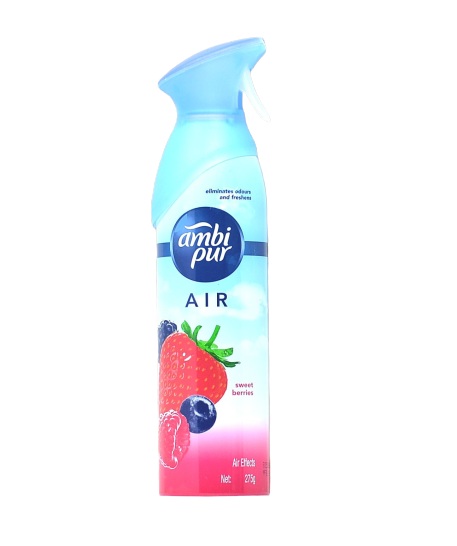 eliminates odours
and freshens
ambi
pur
AIR
sweet
berries
Air Effects
Net: 275g